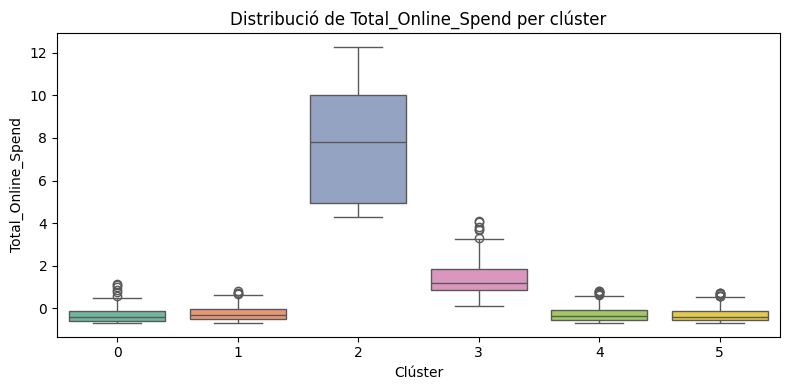 Distribució de Total_Online_Spend per clúster
Total_Online_Spend
12
10
8
6
4
2
0
0 1 2 3 4 5
Clúster